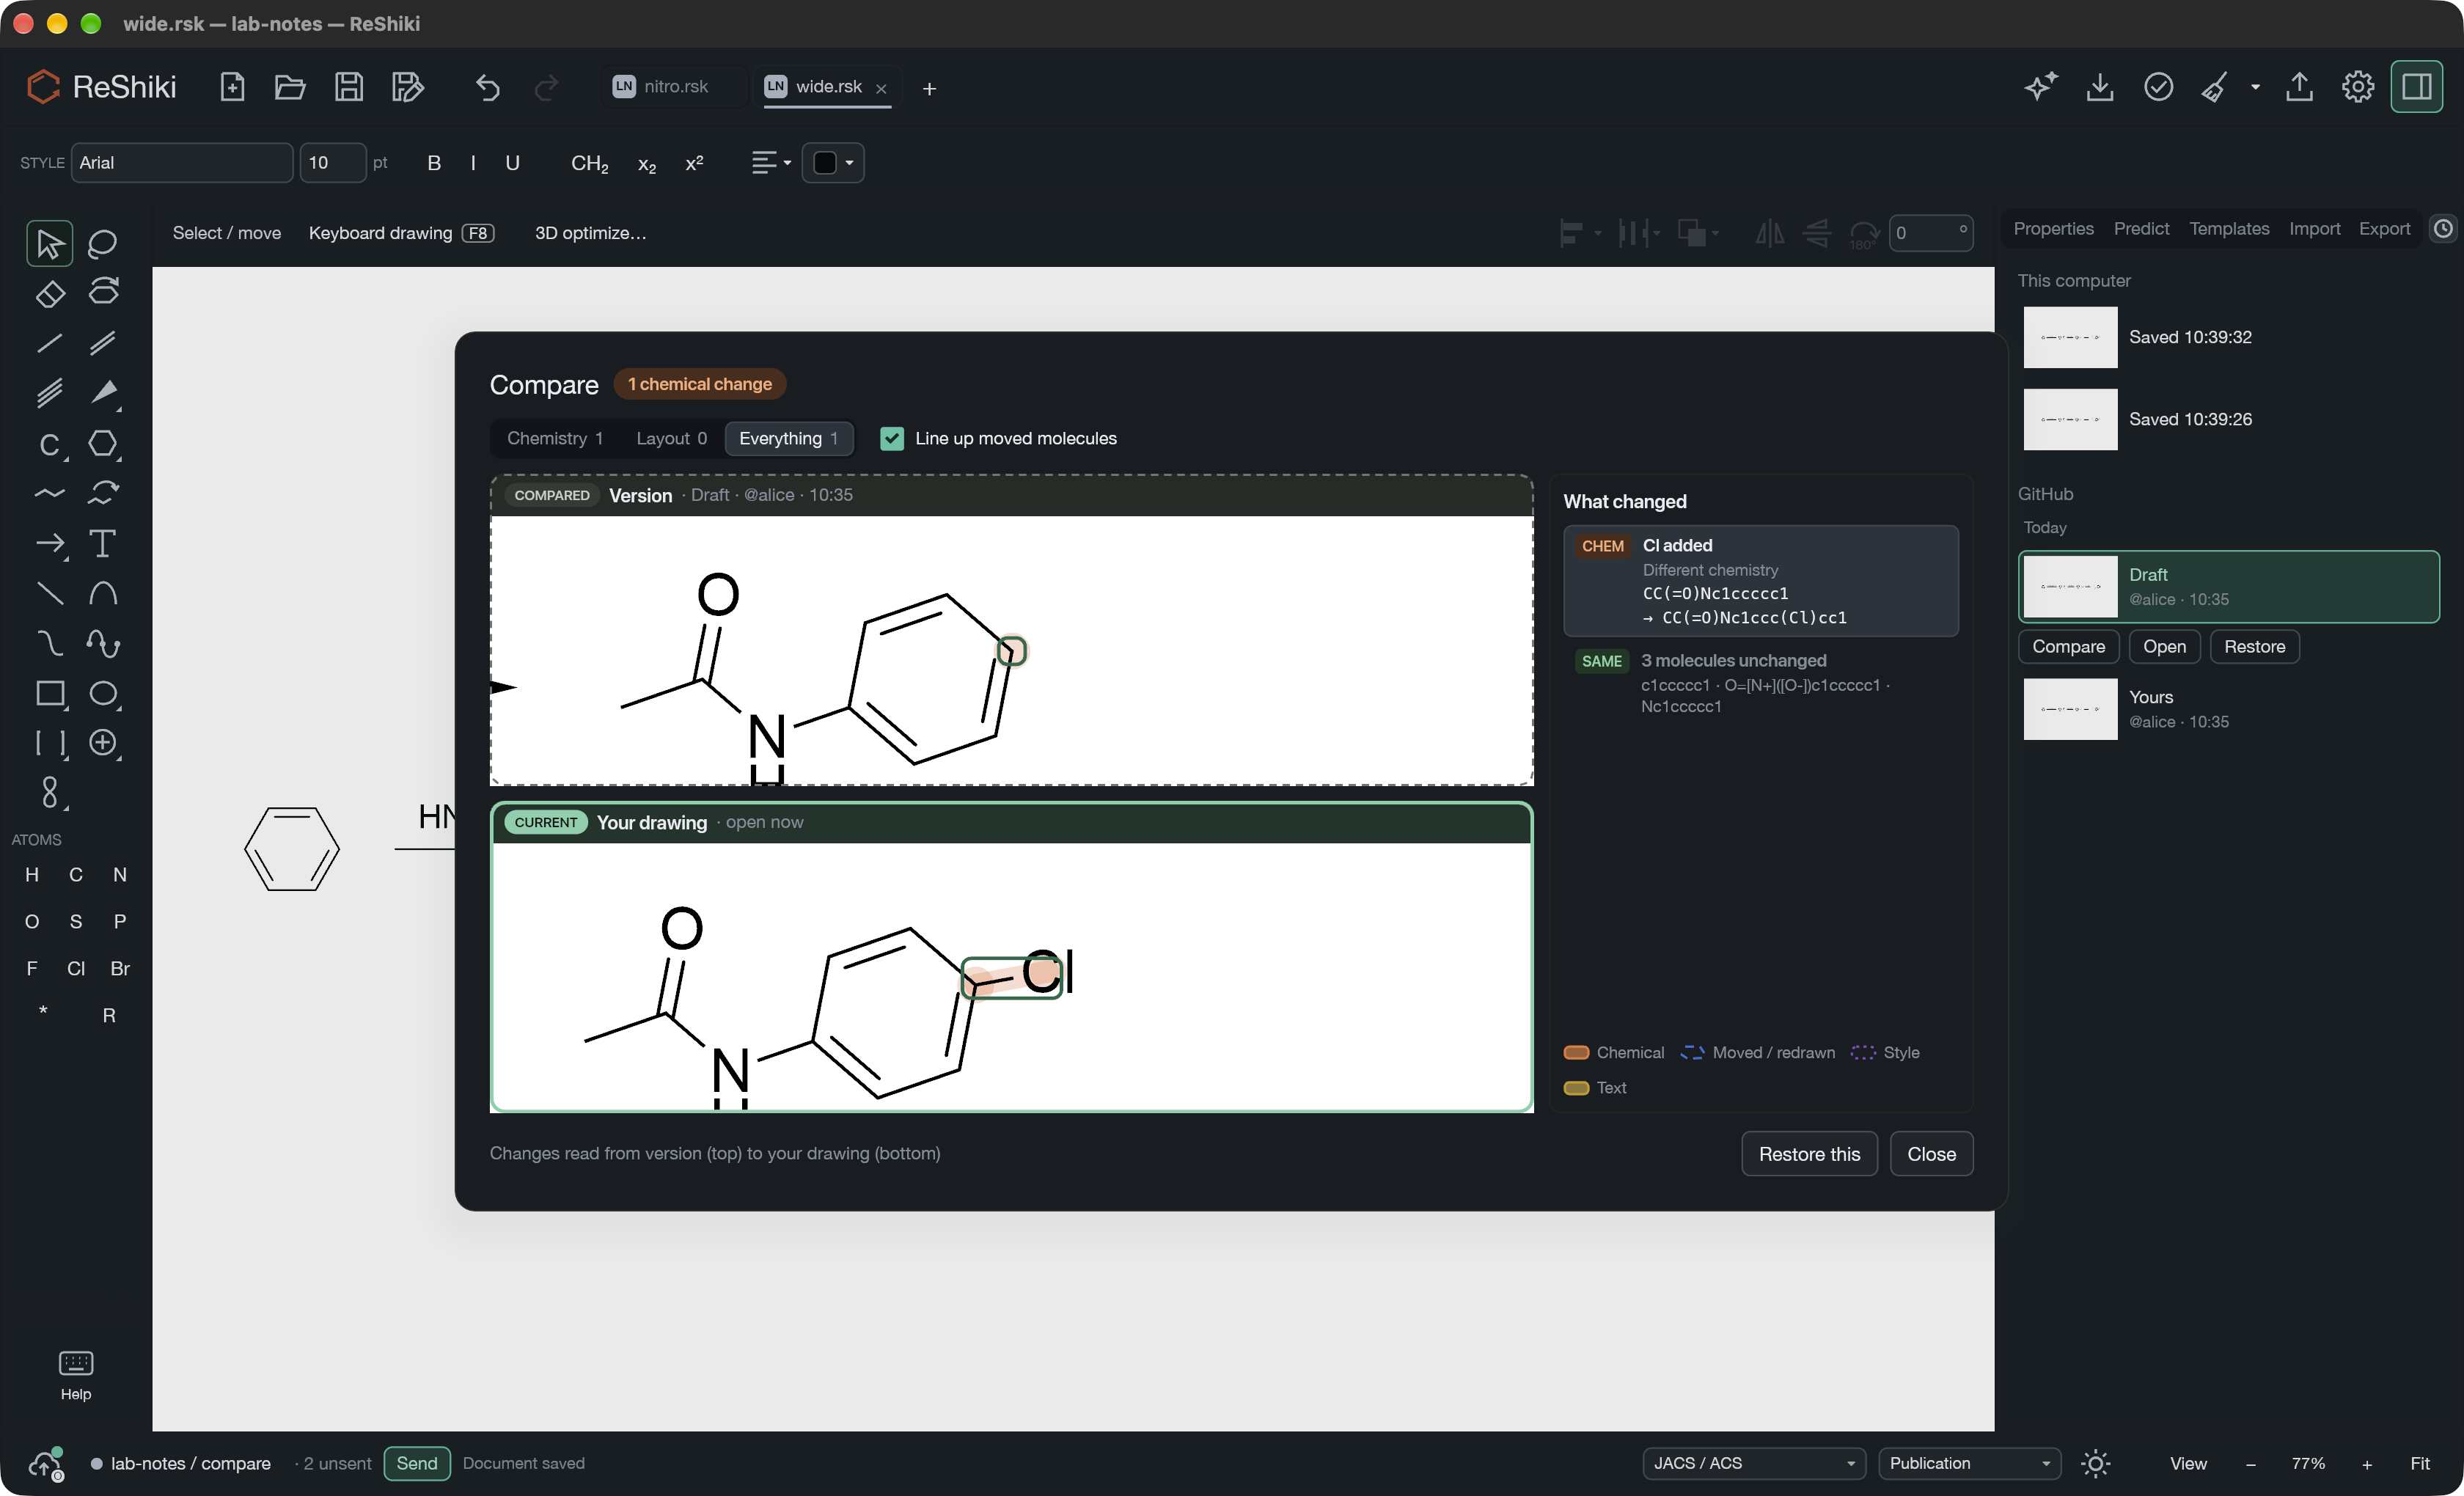 wide.rsk — lab-notes — ReShiki
ReShiki
LN nitro.rsk
LN wide.rsk ×
+
STYLE Arial 10 pt B I U CH₂ x₂ x²
Select / move Keyboard drawing F8 3D optimize…
180° 0 °
Properties Predict Templates Import Export
C
T
ATOMS
H C N
O S P
F Cl Br
* R
Help
HN
Compare 1 chemical change
Chemistry 1 Layout 0 Everything 1 Line up moved molecules
COMPARED Version · Draft · @alice · 10:35
O
N
H
CURRENT Your drawing · open now
O
Cl
N
H
What changed
CHEM Cl added
Different chemistry
CC(=O)Nc1ccccc1
→ CC(=O)Nc1ccc(Cl)cc1
SAME 3 molecules unchanged
c1ccccc1 · O=[N+]([O-])c1ccccc1 ·
Nc1ccccc1
Chemical Moved / redrawn Style
Text
Changes read from version (top) to your drawing (bottom)
Restore this Close
This computer
Saved 10:39:32
Saved 10:39:26
GitHub
Today
Draft
@alice · 10:35
Compare Open Restore
Yours
@alice · 10:35
lab-notes / compare · 2 unsent Send Document saved
JACS / ACS Publication View − 77% + Fit